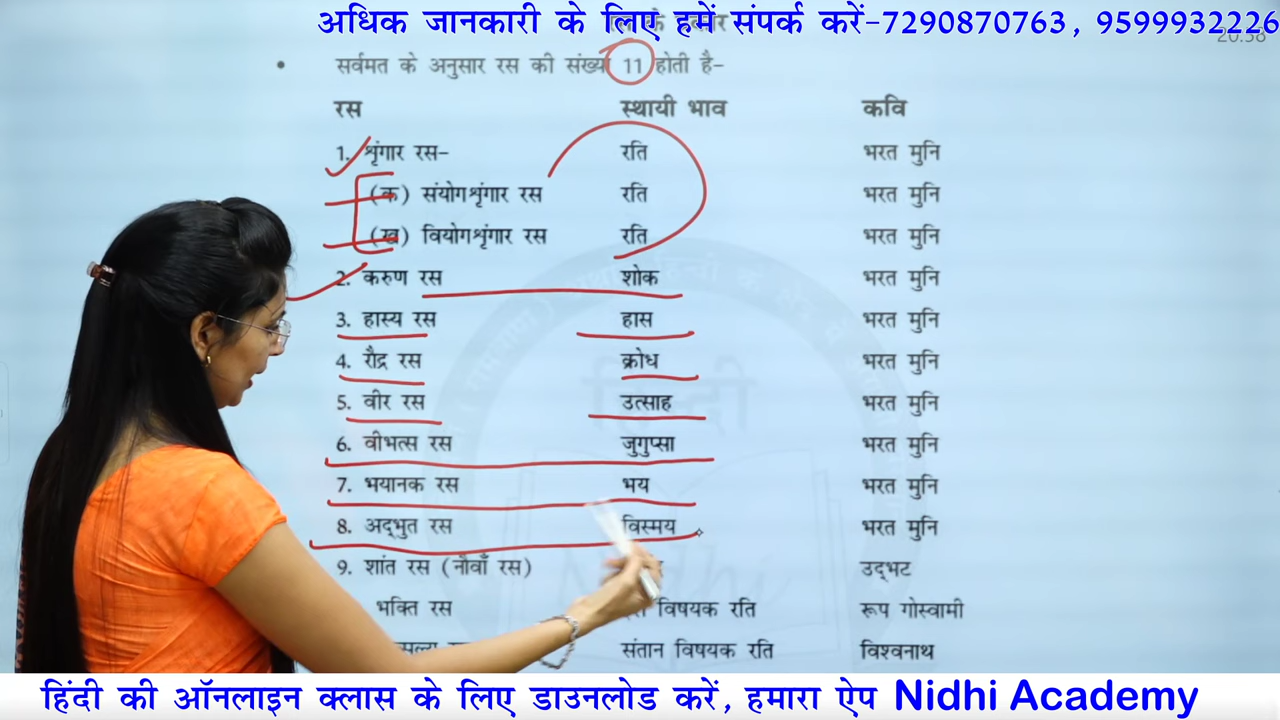 अधिक जानकारी के लिए हमें संपर्क करें-7290870763, 9599932226
20:38
• सर्वमत के अनुसार रस की संख्या 11 होती है-
रस स्थायी भाव कवि
1. शृंगार रस- रति भरत मुनि
(क) संयोगशृंगार रस रति भरत मुनि
(ख) वियोगशृंगार रस रति भरत मुनि
2. करुण रस शोक भरत मुनि
3. हास्य रस हास भरत मुनि
4. रौद्र रस क्रोध भरत मुनि
5. वीर रस उत्साह भरत मुनि
6. वीभत्स रस जुगुप्सा भरत मुनि
7. भयानक रस भय भरत मुनि
8. अद्भुत रस विस्मय भरत मुनि
9. शांत रस (नौवाँ रस) उद्भट
भक्ति रस विषयक रति रूप गोस्वामी
संतान विषयक रति विश्वनाथ
हिन्दी
Nidhi
हिंदी की ऑनलाइन क्लास के लिए डाउनलोड करें, हमारा ऐप Nidhi Academy